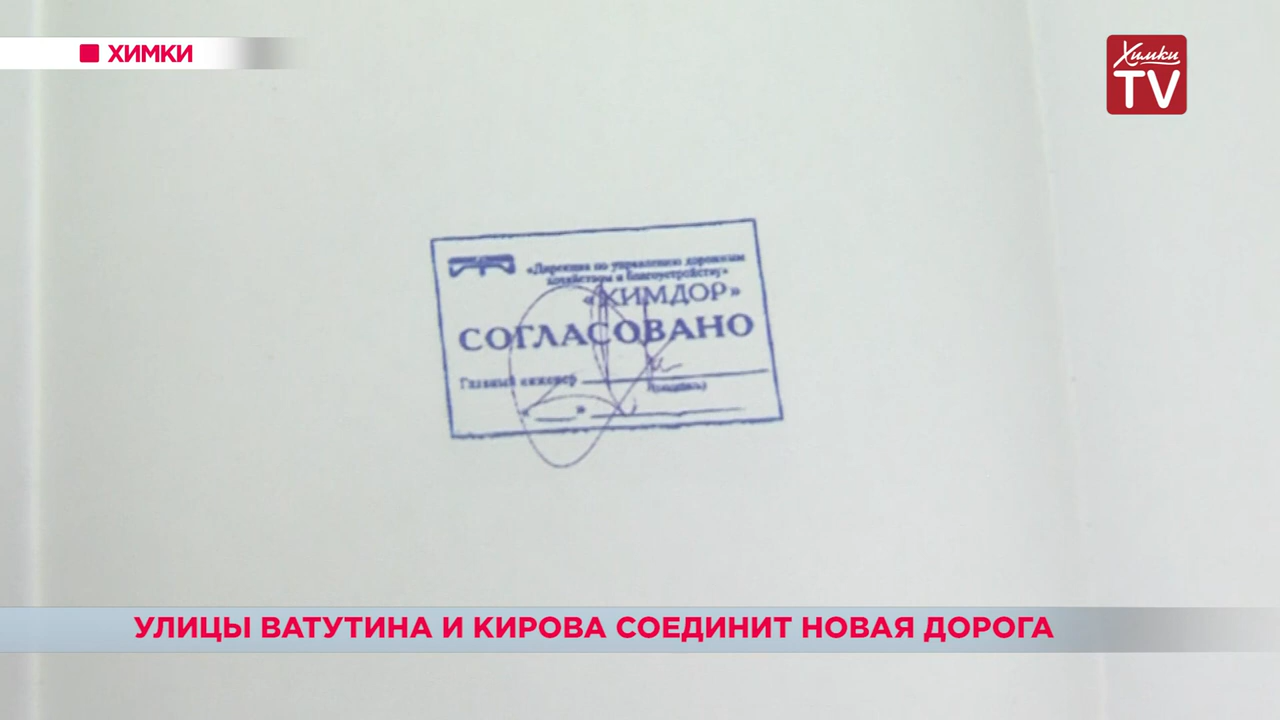 ХИМКИ
Химки
TV
«Дирекция по управлению дорожным
хозяйством и благоустройству»
«ХИМДОР»
СОГЛАСОВАНО
Главный инженер
(подпись)
« »
УЛИЦЫ ВАТУТИНА И КИРОВА СОЕДИНИТ НОВАЯ ДОРОГА